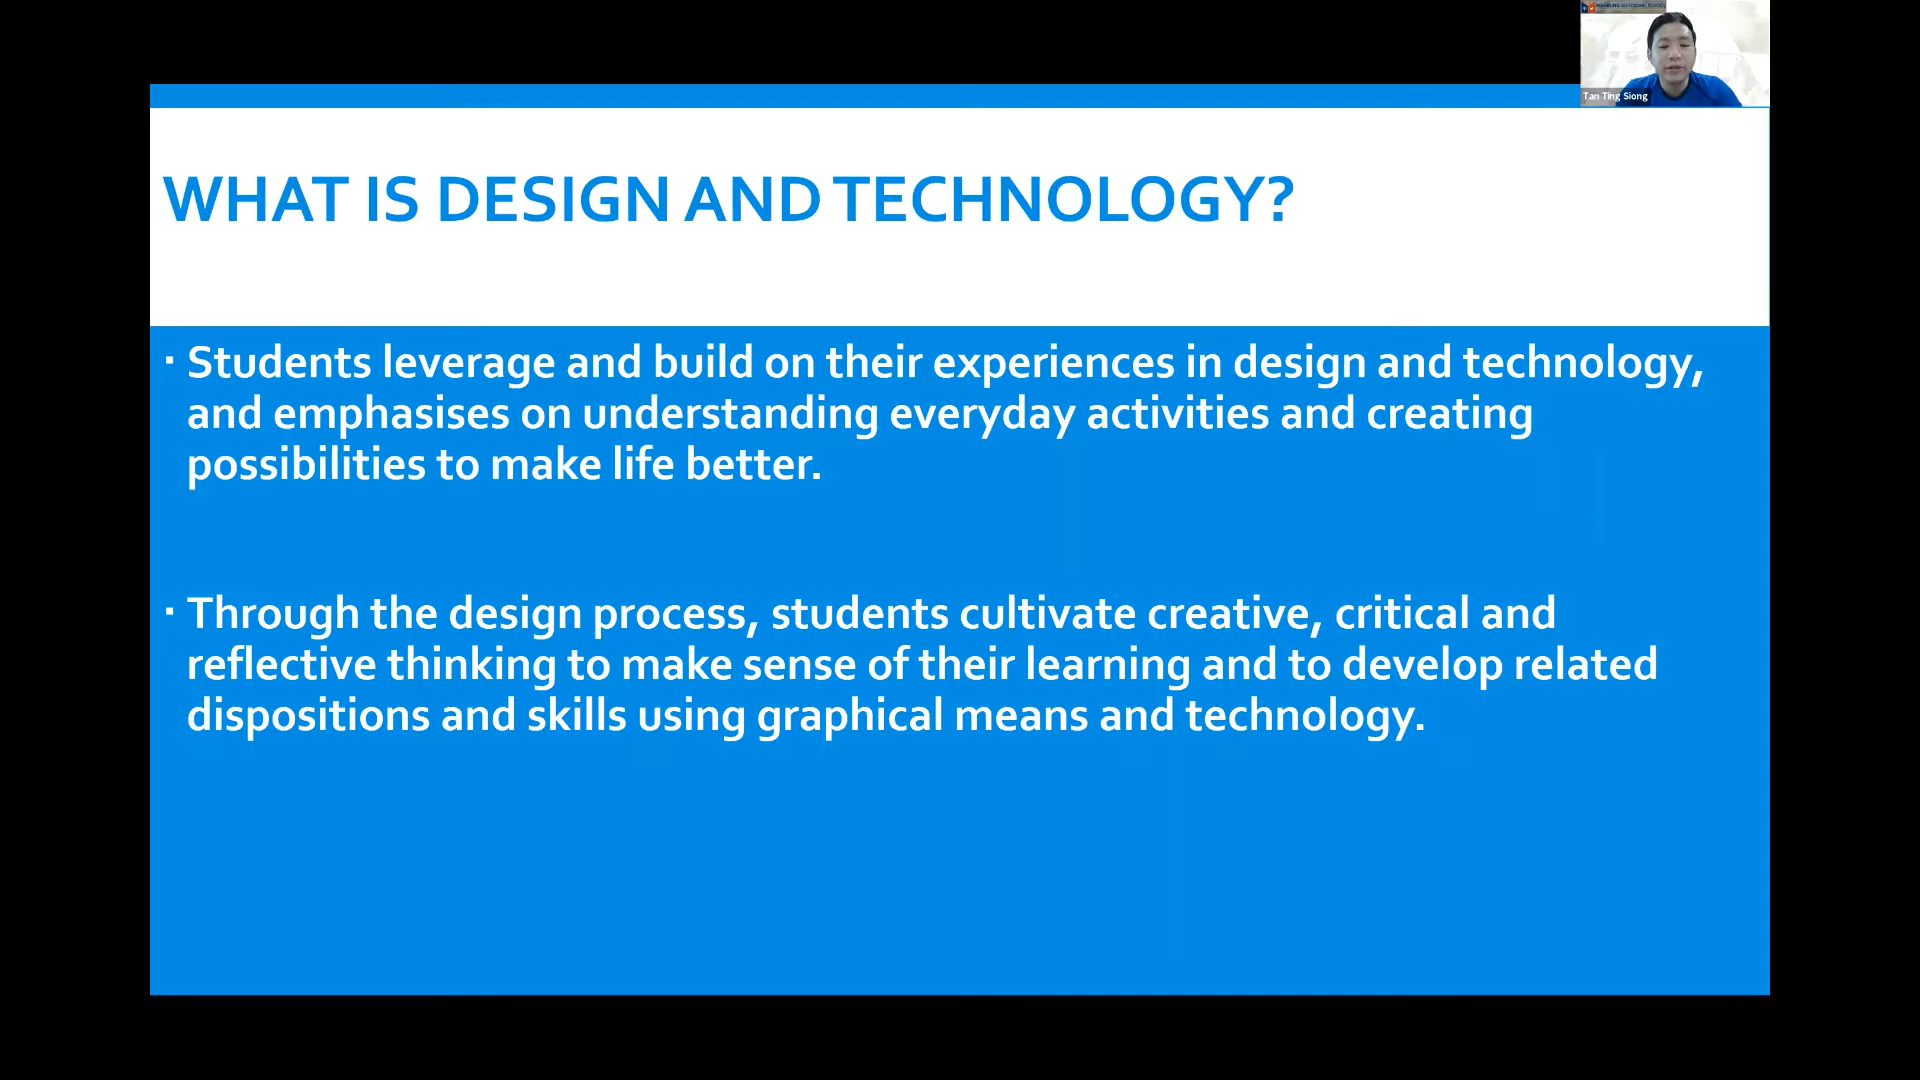 Tan Ting Siong
WHAT IS DESIGN AND TECHNOLOGY?
▪ Students leverage and build on their experiences in design and technology,
and emphasises on understanding everyday activities and creating
possibilities to make life better.
▪ Through the design process, students cultivate creative, critical and
reflective thinking to make sense of their learning and to develop related
dispositions and skills using graphical means and technology.